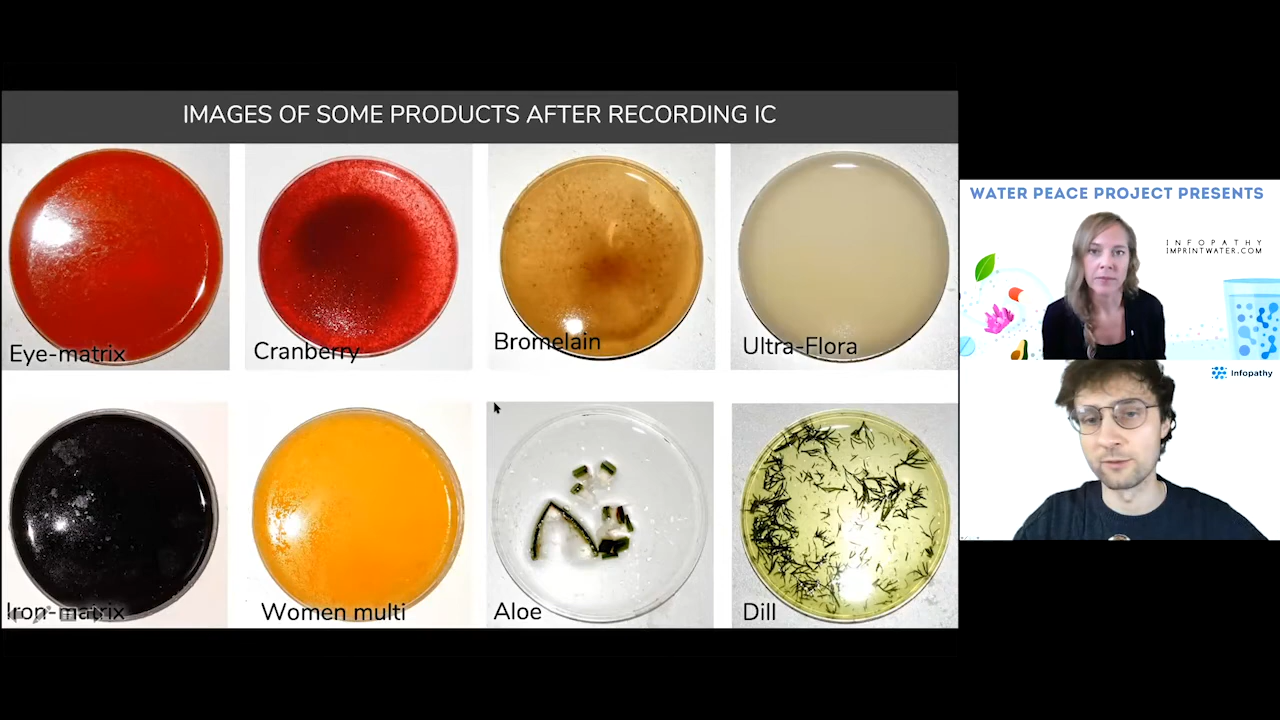 IMAGES OF SOME PRODUCTS AFTER RECORDING IC
Eye-matrix
Cranberry
Bromelain
Ultra-Flora
Iron-matrix
Women multi
Aloe
Dill
WATER PEACE PROJECT PRESENTS
INFOPATHY
IMPRINTWATER.COM
Infopathy